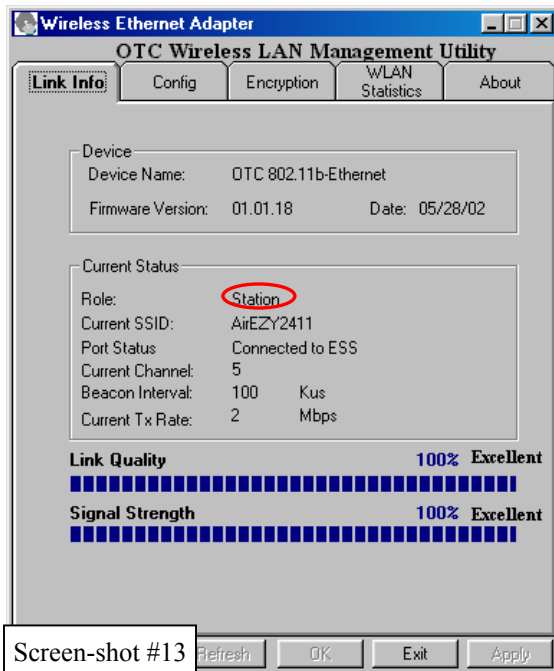 Wireless Ethernet Adapter
OTC Wireless LAN Management Utility
Link Info Config Encryption WLAN Statistics About
Device
Device Name: OTC 802.11b-Ethernet
Firmware Version: 01.01.18 Date: 05/28/02
Current Status
Role: Station
Current SSID: AirEZY2411
Port Status Connected to ESS
Current Channel: 5
Beacon Interval: 100 Kus
Current Tx Rate: 2 Mbps
Link Quality 100% Excellent
Signal Strength 100% Excellent
Screen-shot #13 Refresh OK Exit Apply